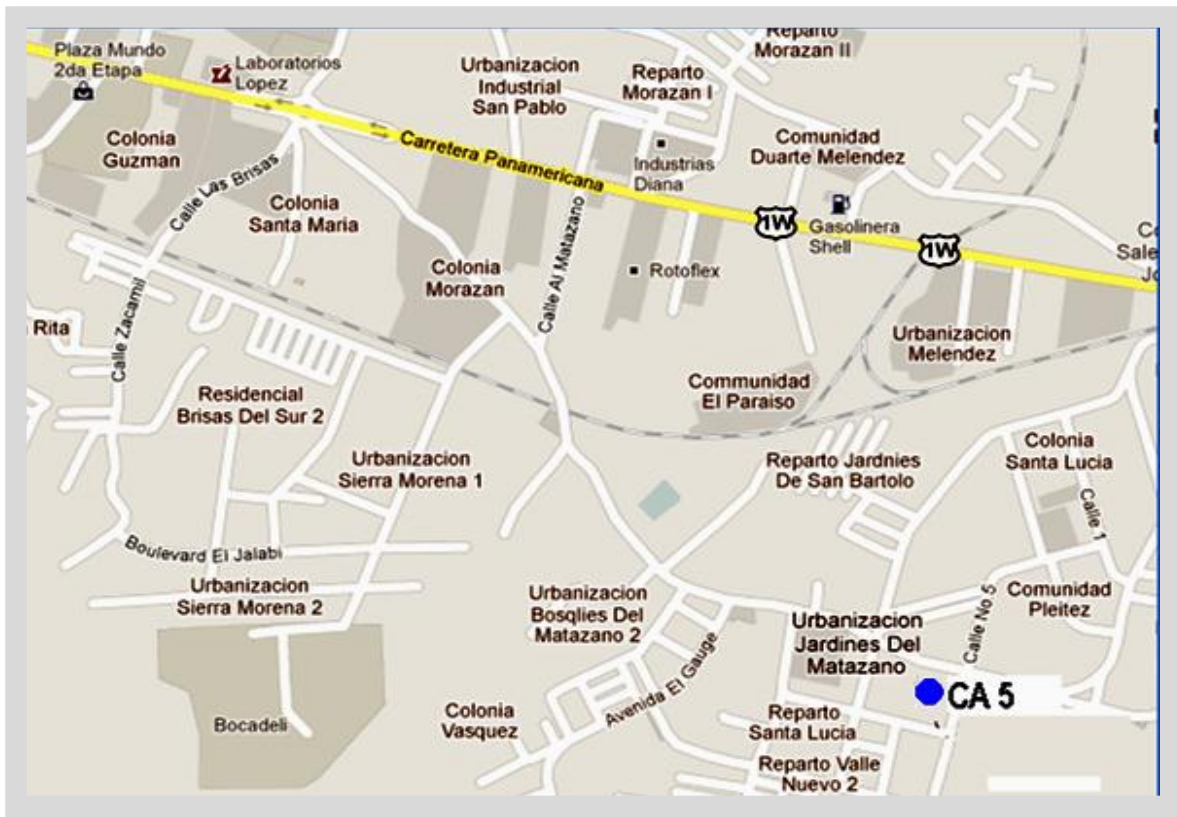 Plaza Mundo
2da Etapa
Laboratorios
Lopez
Urbanizacion
Industrial
San Pablo
Reparto
Morazan I
Reparto
Morazan II
Colonia
Guzman
Calle Las Brisas
Colonia
Santa Maria
Carretera Panamericana
Industrias
Diana
Comunidad
Duarte Melendez
Calle Al Matazano
1W
Gasolinera
Shell
1W
Co
Sale
Jo
Colonia
Morazan
Rotoflex
Rita
Calle Zacamil
Urbanizacion
Melendez
Residencial
Brisas Del Sur 2
Communidad
El Paraiso
Urbanizacion
Sierra Morena 1
Reparto Jardnies
De San Bartolo
Colonia
Santa Lucia
Calle 1
Boulevard El Jalabi
Urbanizacion
Sierra Morena 2
Urbanizacion
Bosqlies Del
Matazano 2
Urbanizacion
Jardines Del
Matazano
Calle No 5
Comunidad
Pleitez
Avenida El Gauge
CA 5
Bocadeli
Colonia
Vasquez
Reparto
Santa Lucia
Reparto Valle
Nuevo 2